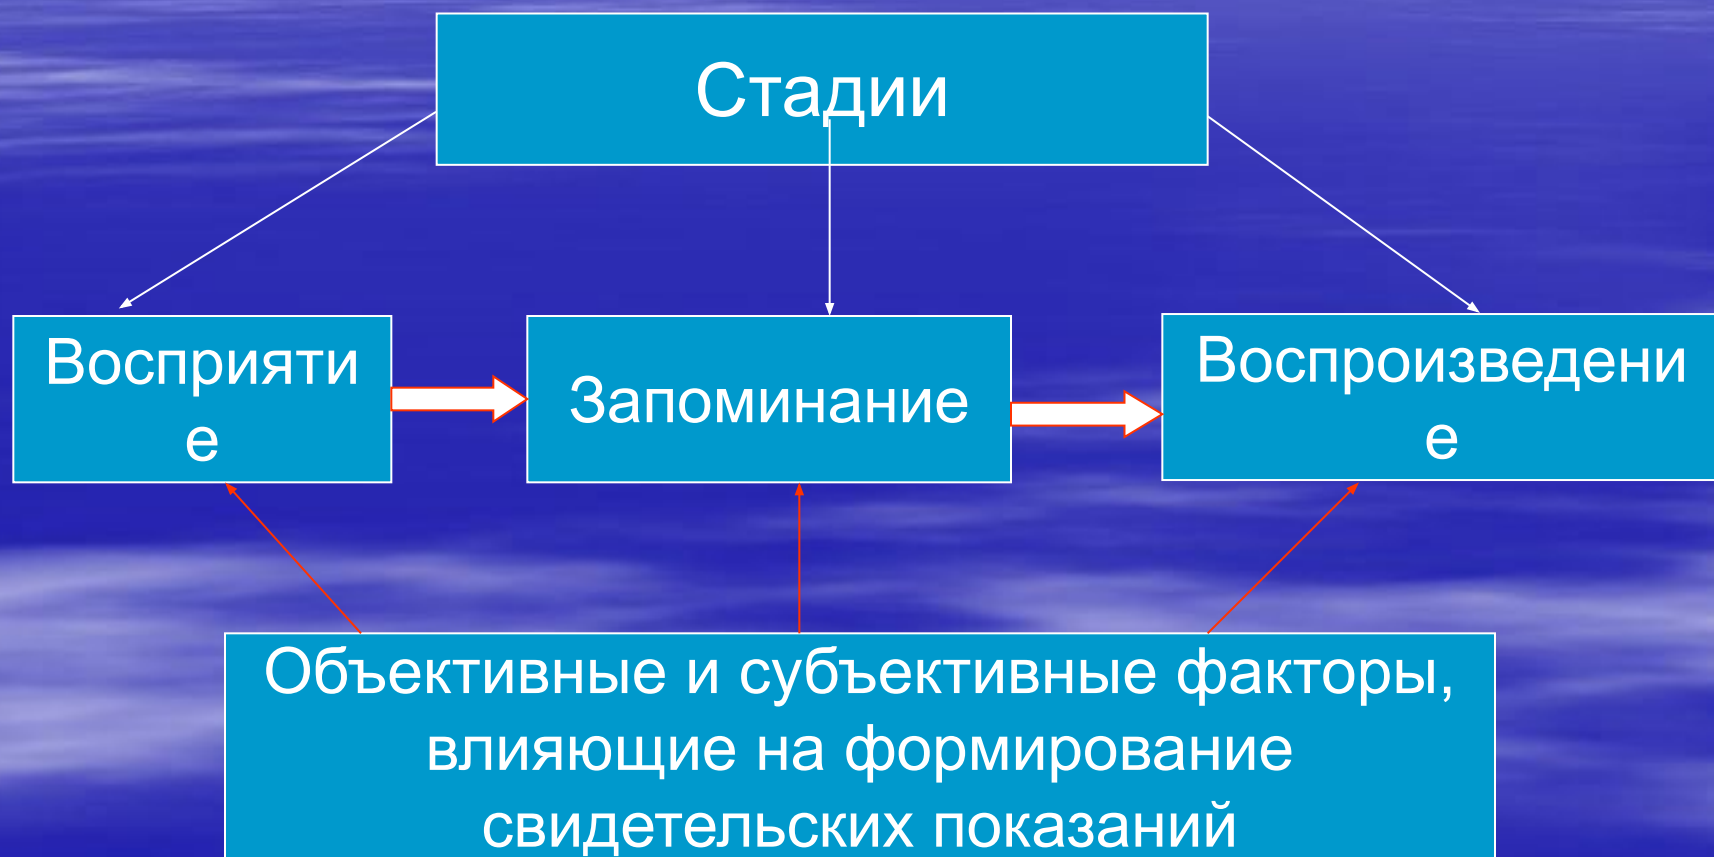 Стадии
Восприяти
е
Запоминание
Воспроизведени
е
Объективные и субъективные факторы,
влияющие на формирование
свидетельских показаний